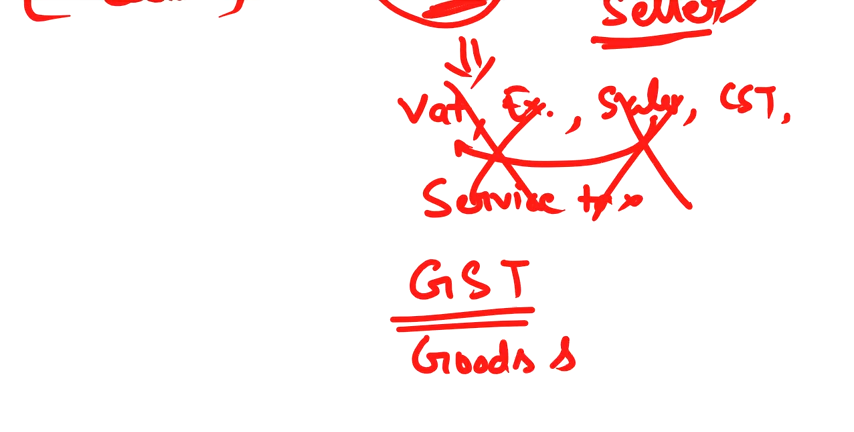 Seller
Vat, Ex., Sales, CST,
Service tax
GST
Goods &